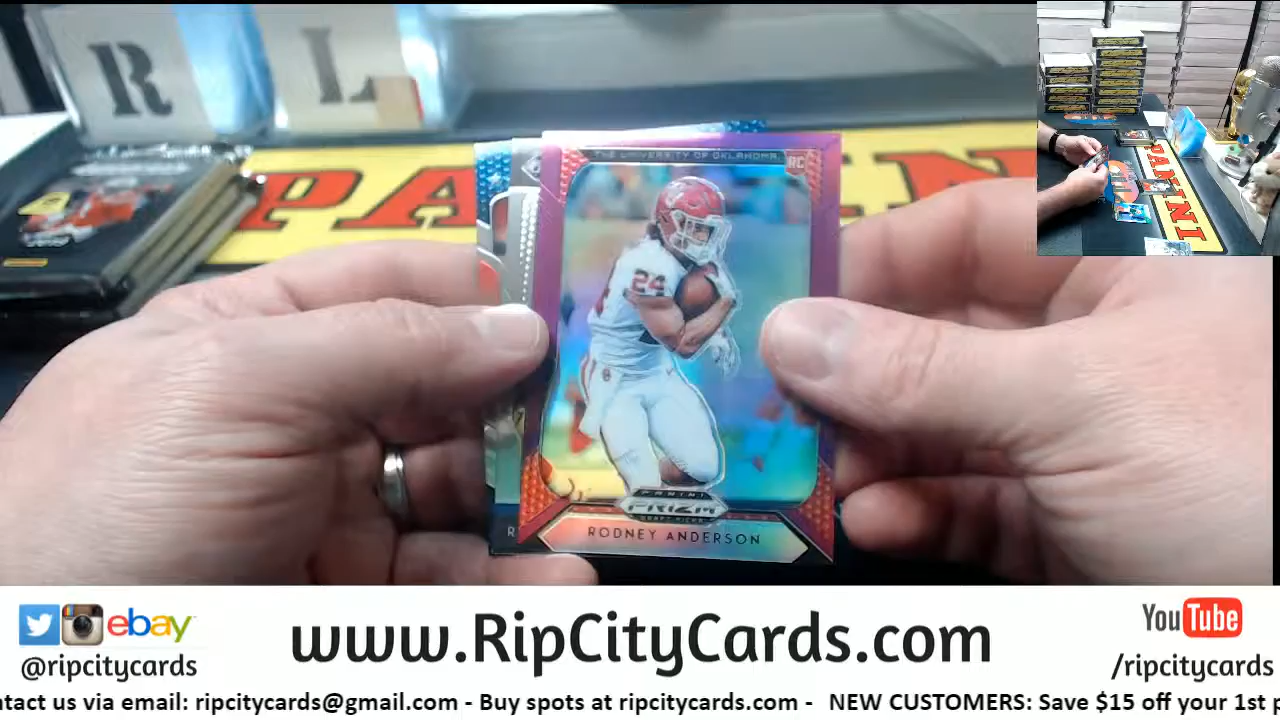 R
L
PANINI
PANINI
THE UNIVERSITY OF OKLAHOMA
RC
24
PANINI
PRIZM
DRAFT PICKS
R
RODNEY ANDERSON
ebay
@ripcitycards
www.RipCityCards.com
YouTube
/ripcitycards
ntact us via email: ripcitycards@gmail.com - Buy spots at ripcitycards.com - NEW CUSTOMERS: Save $15 off your 1st p